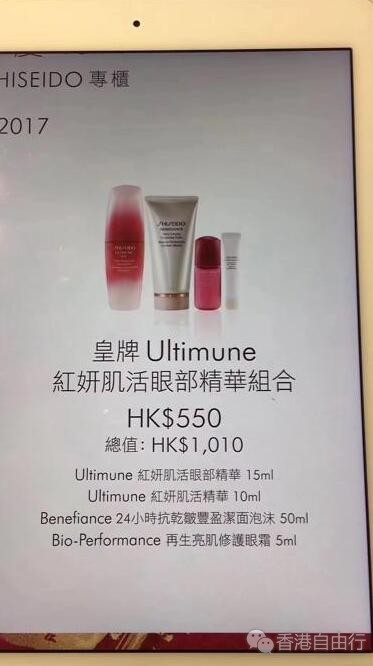 HISEIDO 專櫃
2017
SHISEIDO
SHISEIDO
BENEFIANCE
皇牌 Ultimune
紅妍肌活眼部精華組合
HK$550
總值: HK$1,010
Ultimune 紅妍肌活眼部精華 15ml
Ultimune 紅妍肌活精華 10ml
Benefiance 24小時抗乾皺豐盈潔面泡沫 50ml
Bio-Performance 再生亮肌修護眼霜 5ml
香港自由行